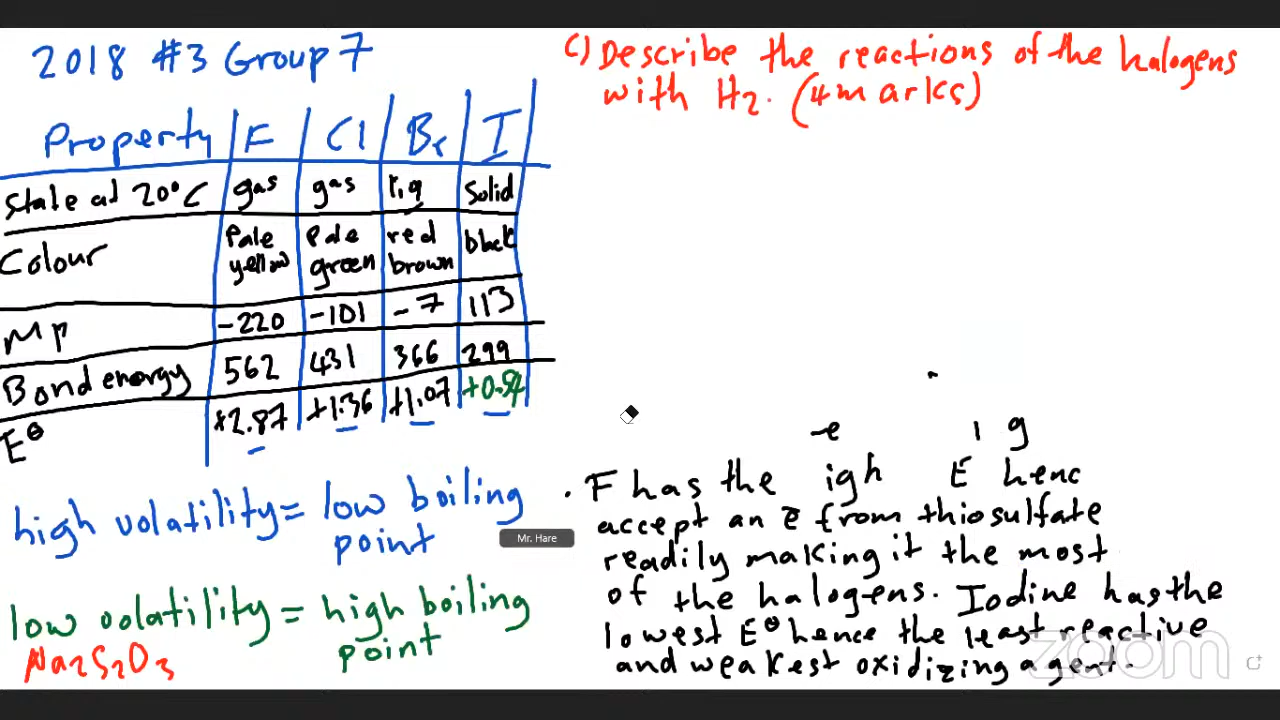 2018 #3 Group 7
Property F Cl Br I
State at 20°C gas gas liq Solid
Colour Pale yellow Pale green red brown black
Mp -220 -101 -7 113
Bond energy 562 431 366 299
E⊖ +2.87 +1.36 +1.07 +0.54
high volatility = low boiling
point
low volatility = high boiling
point
Na2S2O3
Mr. Hare
c) Describe the reactions of the halogens
with H2. (4 marks)
F has the igh E henc
accept an e̅ from thiosulfate
readily making it the most
of the halogens. Iodine has the
lowest E⊖ hence the least reactive
and weakest oxidizing agent.
zoom